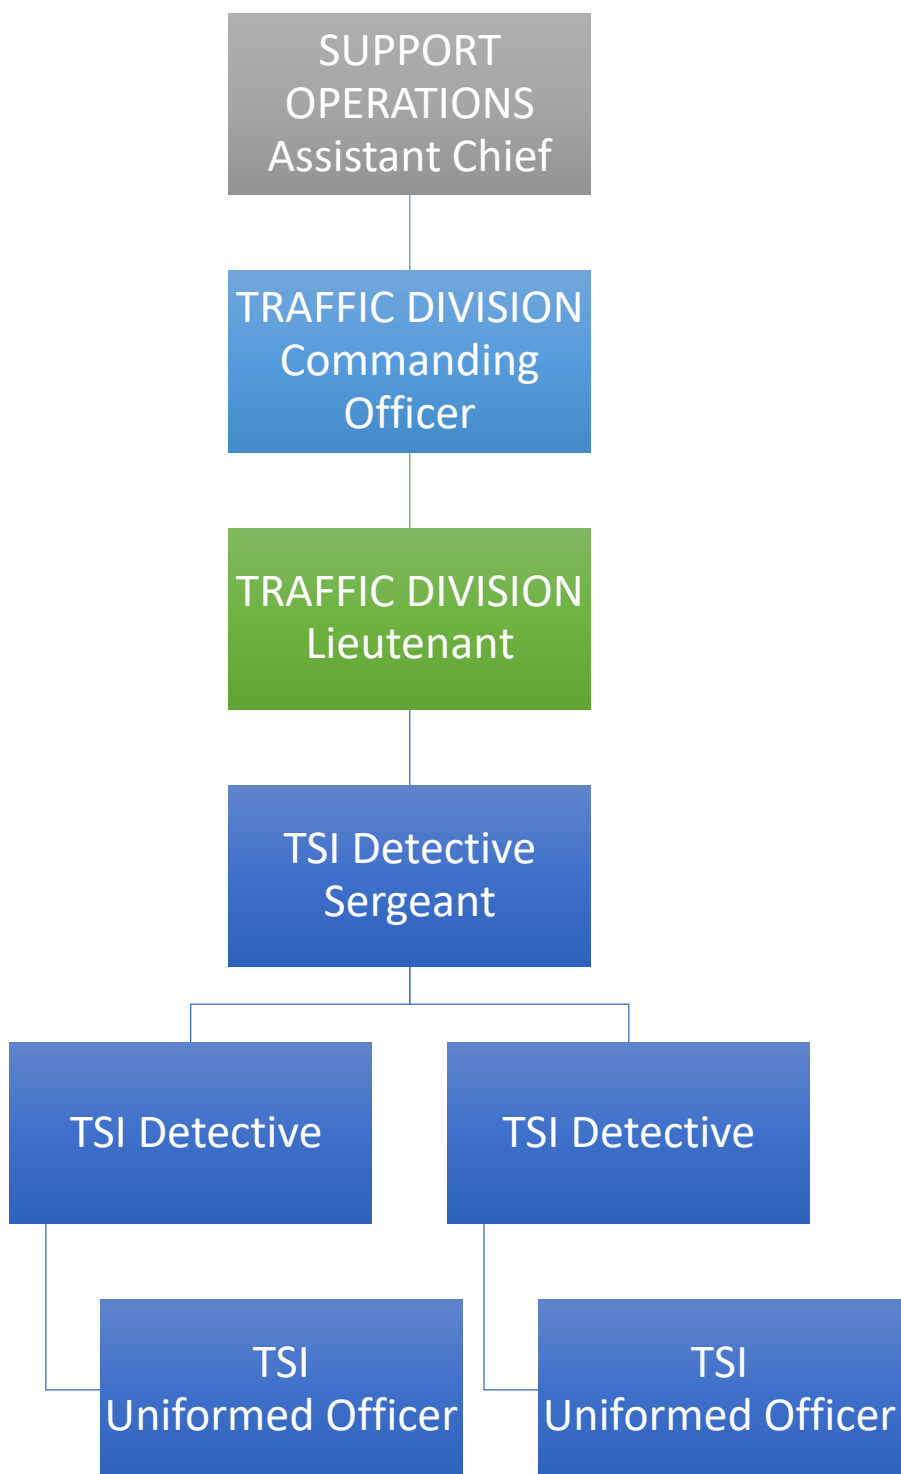 SUPPORT
OPERATIONS
Assistant Chief
TRAFFIC DIVISION
Commanding
Officer
TRAFFIC DIVISION
Lieutenant
TSI Detective
Sergeant
TSI Detective
TSI Detective
TSI
Uniformed Officer
TSI
Uniformed Officer